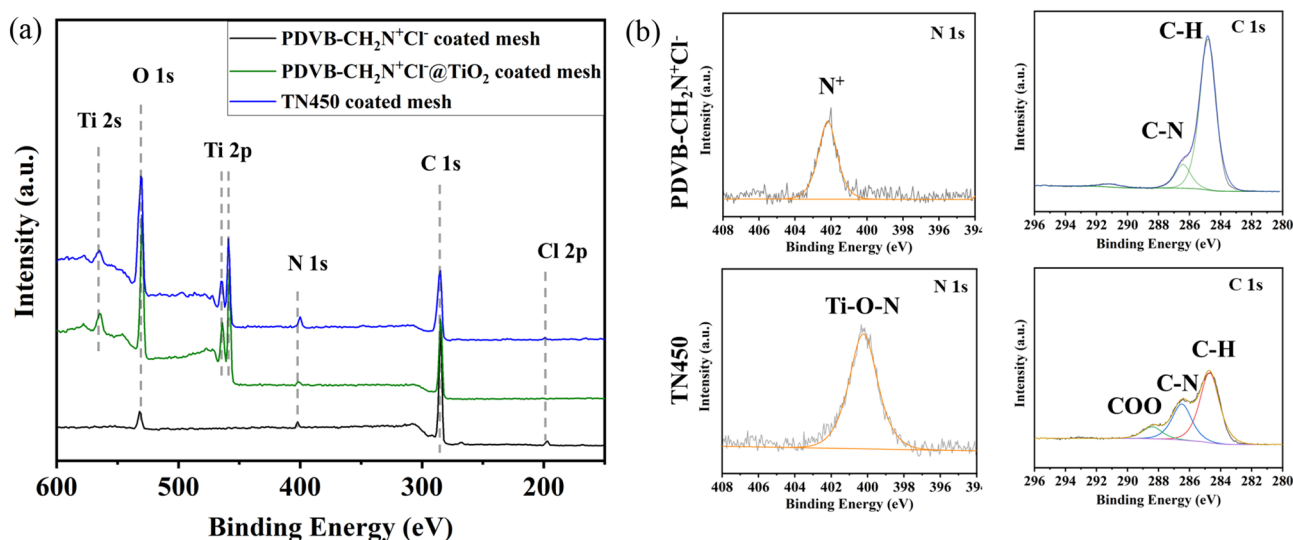 (a)
PDVB-CH₂N⁺Cl⁻ coated mesh
PDVB-CH₂N⁺Cl⁻@TiO₂ coated mesh
TN450 coated mesh
O 1s
Ti 2s
Ti 2p
C 1s
N 1s
Cl 2p
Intensity (a.u.)
600 500 400 300 200
Binding Energy (eV)
(b)
PDVB-CH₂N⁺Cl⁻
N 1s
N⁺
Intensity (a.u.)
408 406 404 402 400 398 396 394
Binding Energy (eV)
C 1s
C-H
C-N
Intensity (a.u.)
296 294 292 290 288 286 284 282 280
Binding Energy (eV)
TN450
N 1s
Ti-O-N
Intensity (a.u.)
408 406 404 402 400 398 396 394
Binding Energy (eV)
C 1s
C-H
C-N
COO
Intensity (a.u.)
296 294 292 290 288 286 284 282 280
Binding Energy (eV)